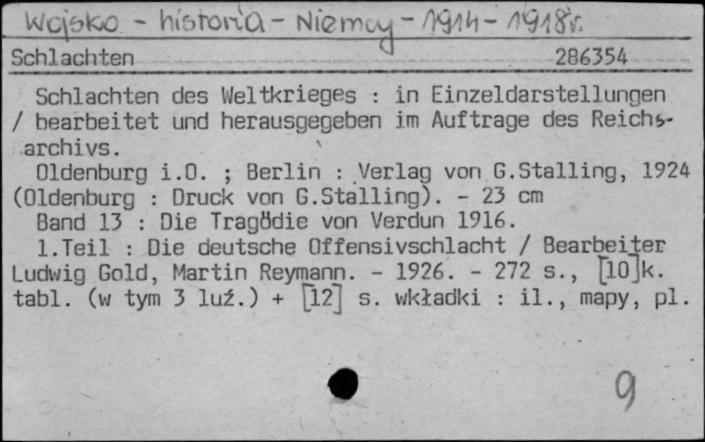 Wojsko - historia - Niemcy - 1914 - 1918 r.
Schlachten 286354
Schlachten des Weltkrieges : in Einzeldarstellungen
/ bearbeitet und herausgegeben im Auftrage des Reichs-
archivs.
Oldenburg i.O. ; Berlin : Verlag von G.Stalling, 1924
(Oldenburg : Druck von G.Stalling). - 23 cm
Band 13 : Die Tragödie von Verdun 1916.
1.Teil : Die deutsche Offensivschlacht / Bearbeiter
Ludwig Gold, Martin Reymann. - 1926. - 272 s., [10]k.
tabl. (w tym 3 luź.) + [12] s. wkładki : il., mapy, pl.
9